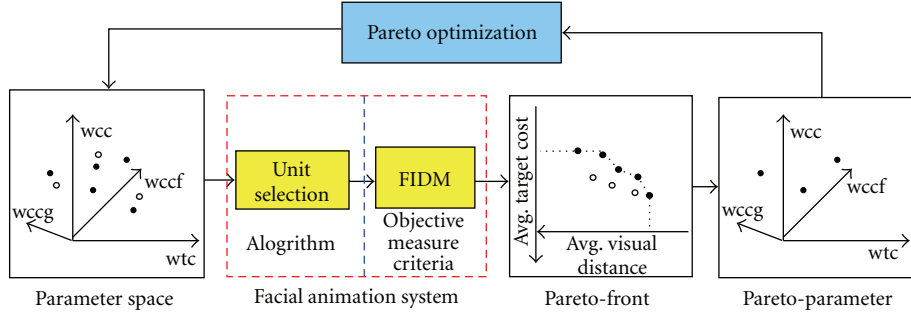 Pareto optimization
wcc
wccf
wccg
wtc
Parameter space
Unit
selection
Alogrithm
FIDM
Objective
measure
criteria
Facial animation system
Avg. target cost
Avg. visual
distance
Pareto-front
wcc
wccf
wccg
wtc
Pareto-parameter